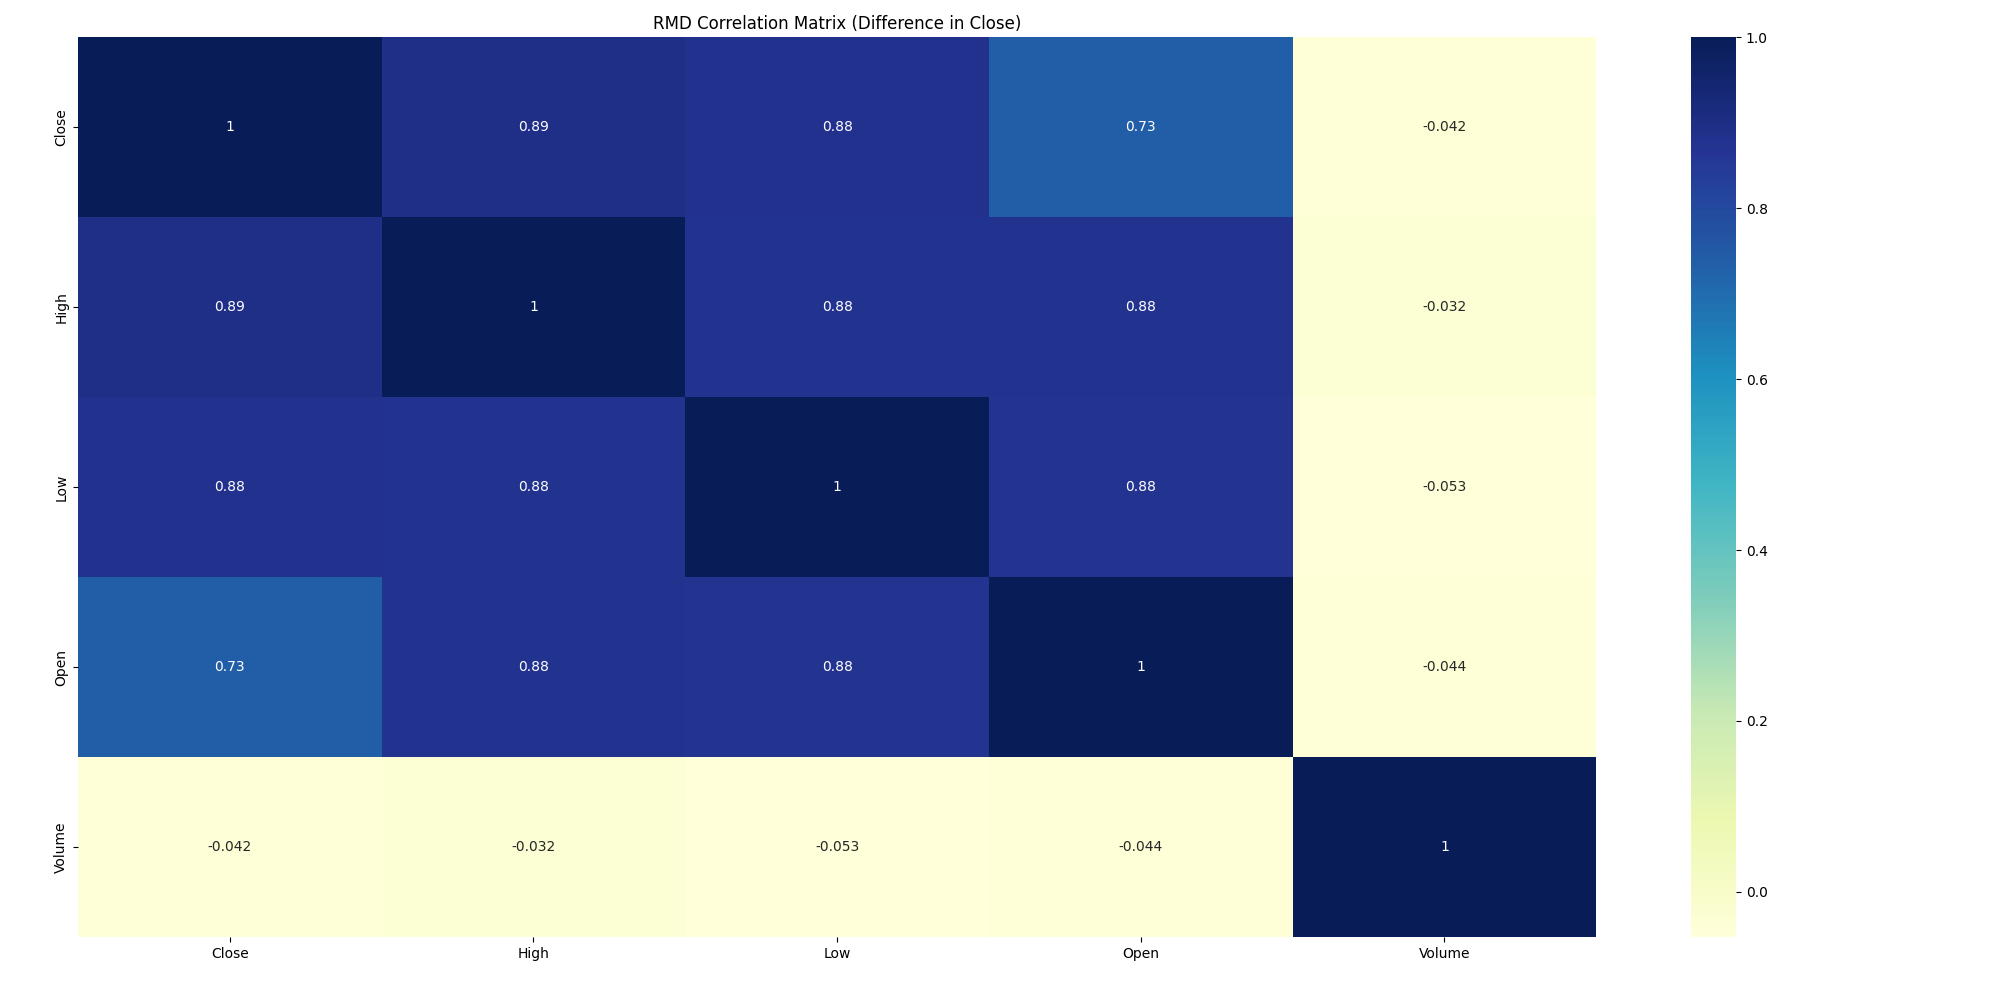 RMD Correlation Matrix (Difference in Close)
Close 1 0.89 0.88 0.73 -0.042
High 0.89 1 0.88 0.88 -0.032
Low 0.88 0.88 1 0.88 -0.053
Open 0.73 0.88 0.88 1 -0.044
Volume -0.042 -0.032 -0.053 -0.044 1
Close High Low Open Volume
1.0
0.8
0.6
0.4
0.2
0.0